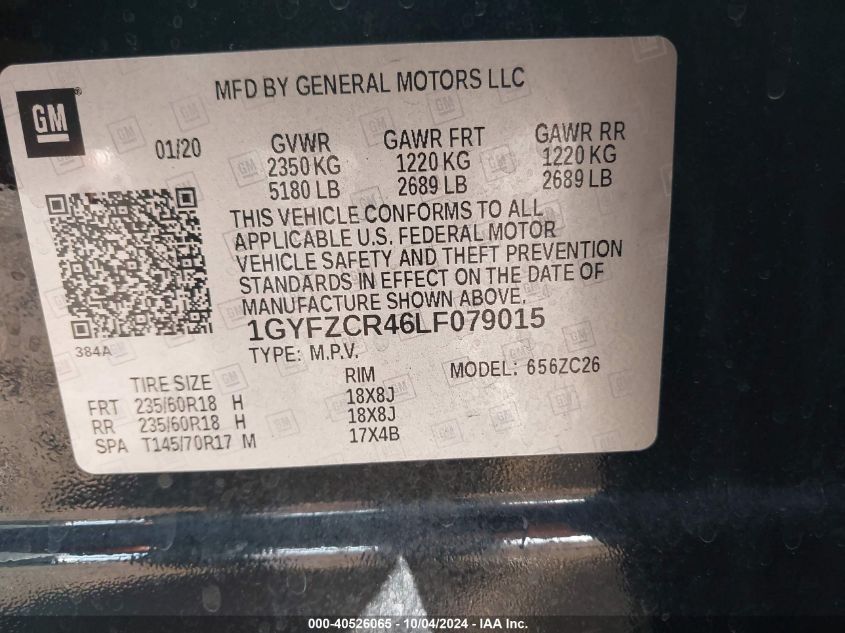 MFD BY GENERAL MOTORS LLC
GM
01/20
GVWR GAWR FRT GAWR RR
2350 KG 1220 KG 1220 KG
5180 LB 2689 LB 2689 LB
THIS VEHICLE CONFORMS TO ALL
APPLICABLE U.S. FEDERAL MOTOR
VEHICLE SAFETY AND THEFT PREVENTION
STANDARDS IN EFFECT ON THE DATE OF
MANUFACTURE SHOWN ABOVE.
1GYFZCR46LF079015
384A
TYPE: M.P.V. MODEL: 656ZC26
TIRE SIZE RIM
FRT 235/60R18 H 18X8J
RR 235/60R18 H 18X8J
SPA T145/70R17 M 17X4B
000-40526065 - 10/04/2024 - Copyright © 2024 IAA, Inc.